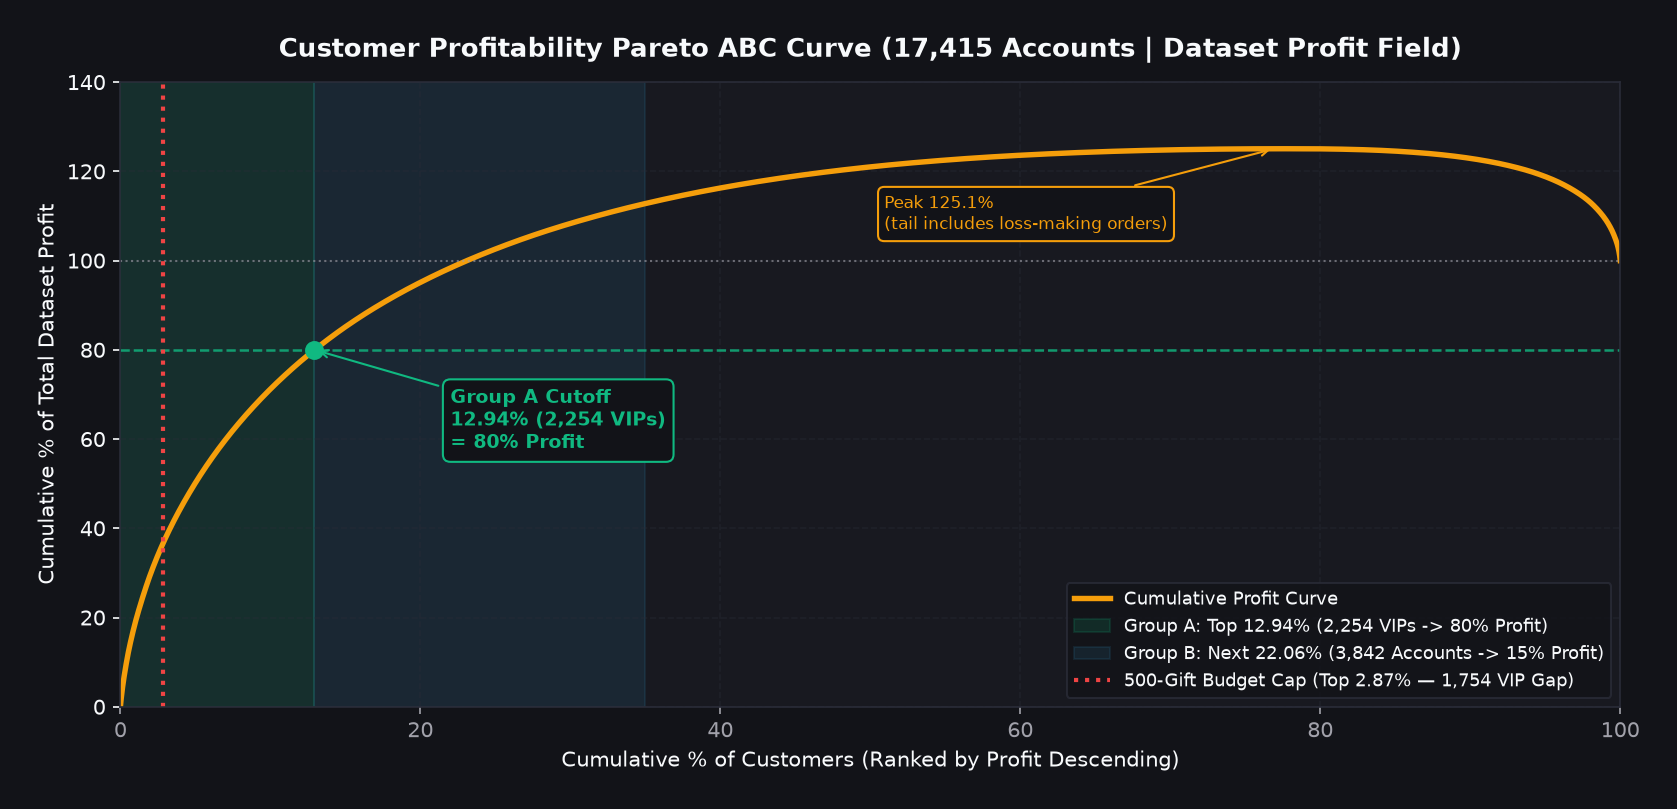 Customer Profitability Pareto ABC Curve (17,415 Accounts | Dataset Profit Field)
Cumulative % of Total Dataset Profit
140
120
100
80
60
40
20
0
Peak 125.1%
(tail includes loss-making orders)
Group A Cutoff
12.94% (2,254 VIPs)
= 80% Profit
Cumulative Profit Curve
Group A: Top 12.94% (2,254 VIPs -> 80% Profit)
Group B: Next 22.06% (3,842 Accounts -> 15% Profit)
500-Gift Budget Cap (Top 2.87% — 1,754 VIP Gap)
0
20
40
60
80
100
Cumulative % of Customers (Ranked by Profit Descending)